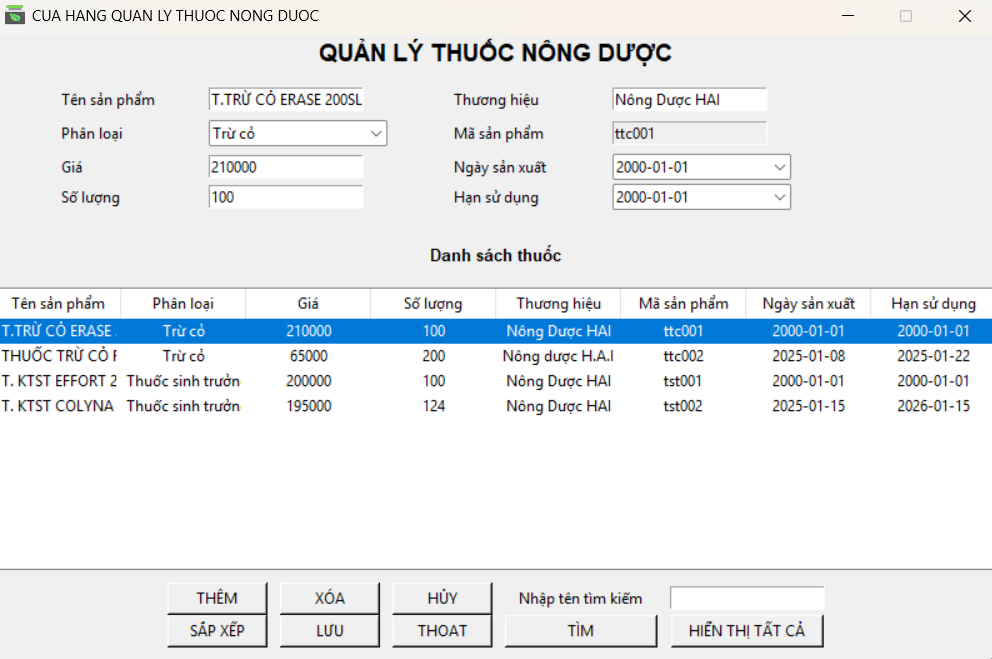 CUA HANG QUAN LY THUOC NONG DUOC
QUẢN LÝ THUỐC NÔNG DƯỢC
Tên sản phẩm T.TRỪ CỎ ERASE 200SL Thương hiệu Nông Dược HAI
Phân loại Trừ cỏ Mã sản phẩm ttc001
Giá 210000 Ngày sản xuất 2000-01-01
Số lượng 100 Hạn sử dụng 2000-01-01
Danh sách thuốc
Tên sản phẩm Phân loại Giá Số lượng Thương hiệu Mã sản phẩm Ngày sản xuất Hạn sử dụng
T.TRỪ CỎ ERASE Trừ cỏ 210000 100 Nông Dược HAI ttc001 2000-01-01 2000-01-01
THUỐC TRỪ CỎ Trừ cỏ 65000 200 Nông dược H.A.I ttc002 2025-01-08 2025-01-22
T. KTST EFFORT 2 Thuốc sinh trưởn 200000 100 Nông Dược HAI tst001 2000-01-01 2000-01-01
T. KTST COLYNA Thuốc sinh trưởn 195000 124 Nông Dược HAI tst002 2025-01-15 2026-01-15
THÊM XÓA HỦY Nhập tên tìm kiếm
SẮP XẾP LƯU THOAT TÌM HIỂN THỊ TẤT CẢ